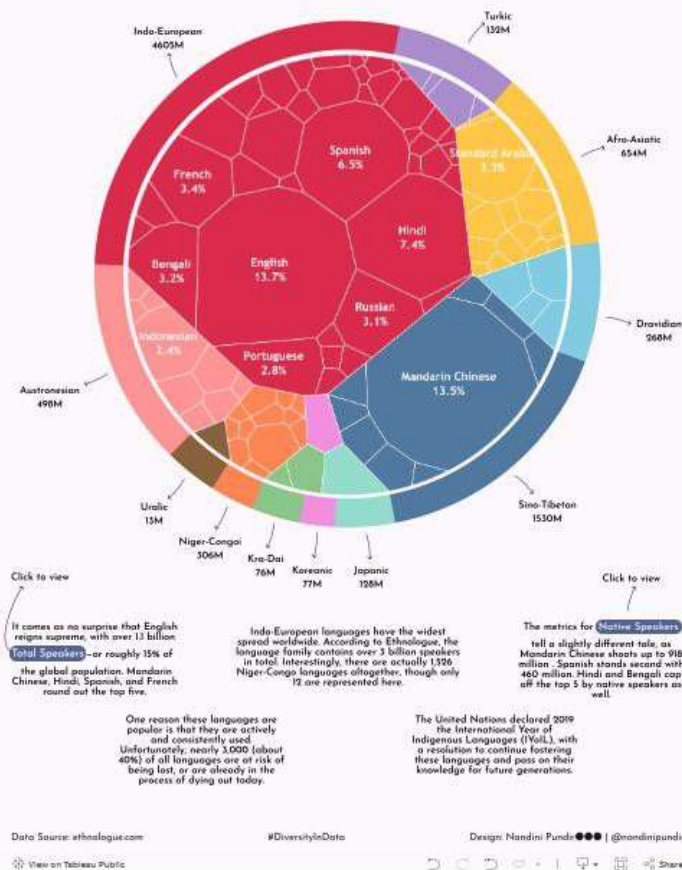 Turkic
132M
Indo-European
4605M
Afro-Asiatic
654M
Spanish
6.5%
Standard Arabi
3.3%
French
3.4%
Hindi
7.4%
Bengali
3.2%
English
13.7%
Russian
3.1%
Indonesian
2.4%
Dravidian
268M
Portuguese
2.8%
Mandarin Chinese
13.5%
Austronesian
498M
Uralic
13M
Niger-Congoi
306M
Kra-Dai
76M
Koreanic
77M
Japanic
128M
Sino-Tibetan
1530M
Click to view
It comes as no surprise that English
reigns supreme, with over 1.1 billion
Total Speakers—or roughly 15% of
the global population. Mandarin
Chinese, Hindi, Spanish, and French
round out the top five.
Indo-European languages have the widest
spread worldwide. According to Ethnologue, the
language family contains over 3 billion speakers
in total. Interestingly, there are actually 1,526
Niger-Congo languages altogether, though only
12 are represented here.
Click to view
The metrics for Native Speakers
tell a slightly different tale, as
Mandarin Chinese shoots up to 918
million . Spanish stands second with
460 million. Hindi and Bengali cap
off the top 5 by native speakers as
well.
One reason these languages are
popular is that they are actively
and consistently used.
Unfortunately, nearly 3,000 (about
40%) of all languages are at risk of
being lost, or are already in the
process of dying out today.
The United Nations declared 2019
the International Year of
Indigenous Languages (IYoIL), with
a resolution to continue fostering
these languages and pass on their
knowledge for future generations.
Data Source: ethnologue.com
#DiversityInData
Design: Nandini Pundir | @nandinipundi
View on Tableau Public
Share